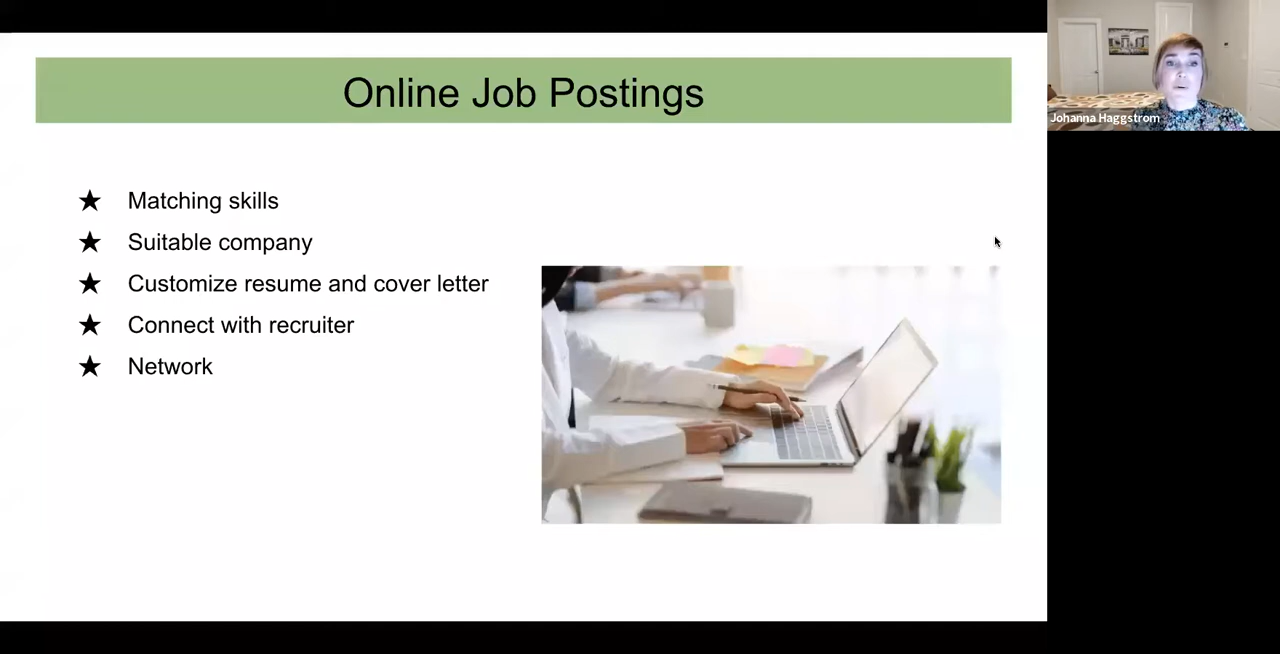 Online Job Postings
Johanna Haggstrom
★ Matching skills
★ Suitable company
★ Customize resume and cover letter
★ Connect with recruiter
★ Network